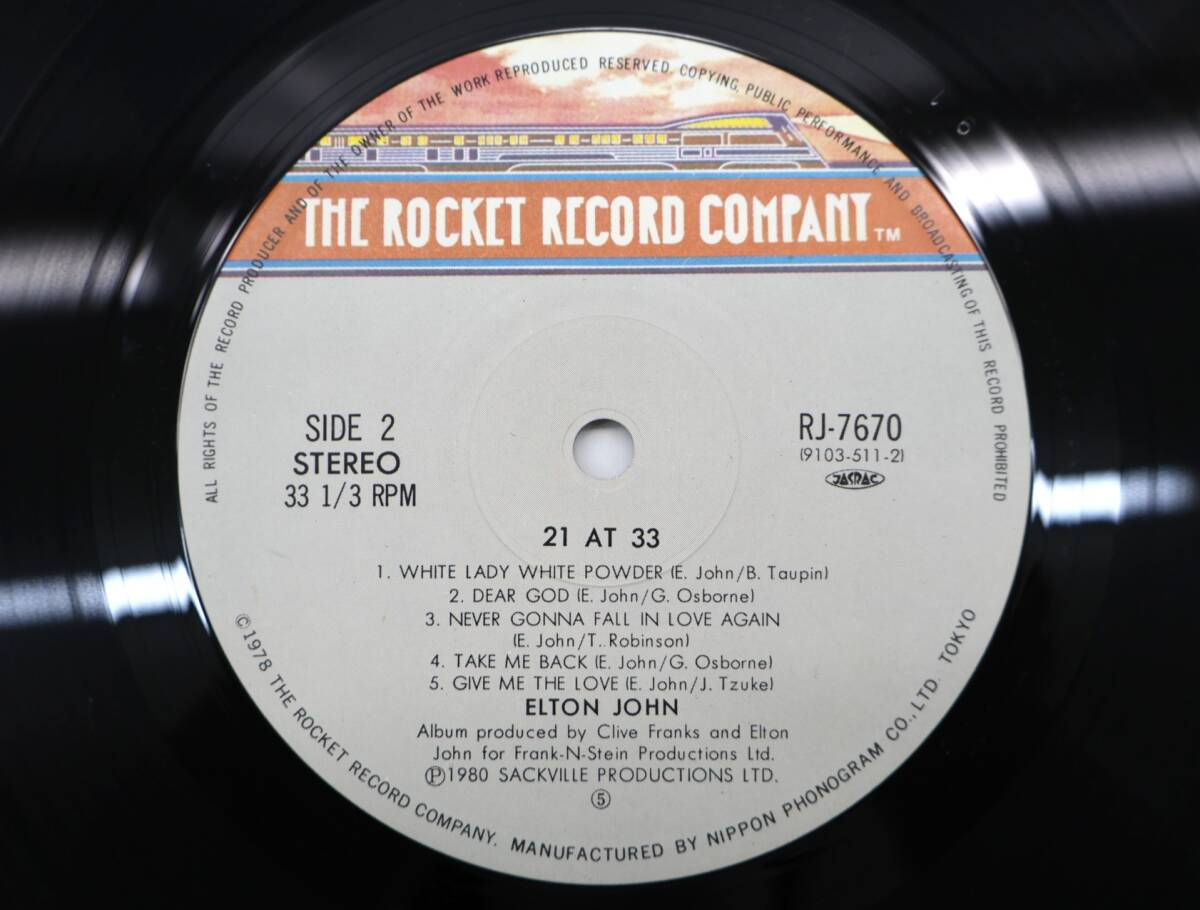 ALL RIGHTS OF THE RECORD PRODUCER AND OF THE OWNER OF THE WORK REPRODUCED RESERVED. COPYING, PUBLIC PERFORMANCE AND BROADCASTING OF THIS RECORD PROHIBITED
THE ROCKET RECORD COMPANY TM
SIDE 2
STEREO
33 1/3 RPM
RJ-7670
(9103-511-2)
JASRAC
21 AT 33
1. WHITE LADY WHITE POWDER (E. John/B. Taupin)
2. DEAR GOD (E. John/G. Osborne)
3. NEVER GONNA FALL IN LOVE AGAIN
(E. John/T.. Robinson)
4. TAKE ME BACK (E. John/G. Osborne)
5. GIVE ME THE LOVE (E. John/J. Tzuke)
ELTON JOHN
Album produced by Clive Franks and Elton
John for Frank-N-Stein Productions Ltd.
Ⓟ1980 SACKVILLE PRODUCTIONS LTD.
⑤
©1978 THE ROCKET RECORD COMPANY. MANUFACTURED BY NIPPON PHONOGRAM CO., LTD. TOKYO